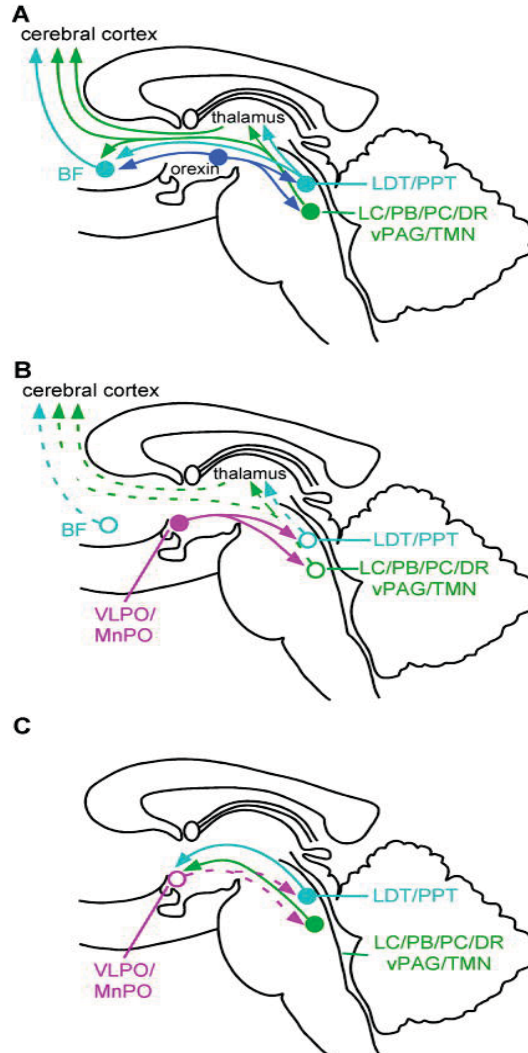 A
cerebral cortex
thalamus
BF
orexin
LDT/PPT
LC/PB/PC/DR
vPAG/TMN
B
cerebral cortex
thalamus
BF
LDT/PPT
LC/PB/PC/DR
vPAG/TMN
VLPO/
MnPO
C
LDT/PPT
LC/PB/PC/DR
vPAG/TMN
VLPO/
MnPO